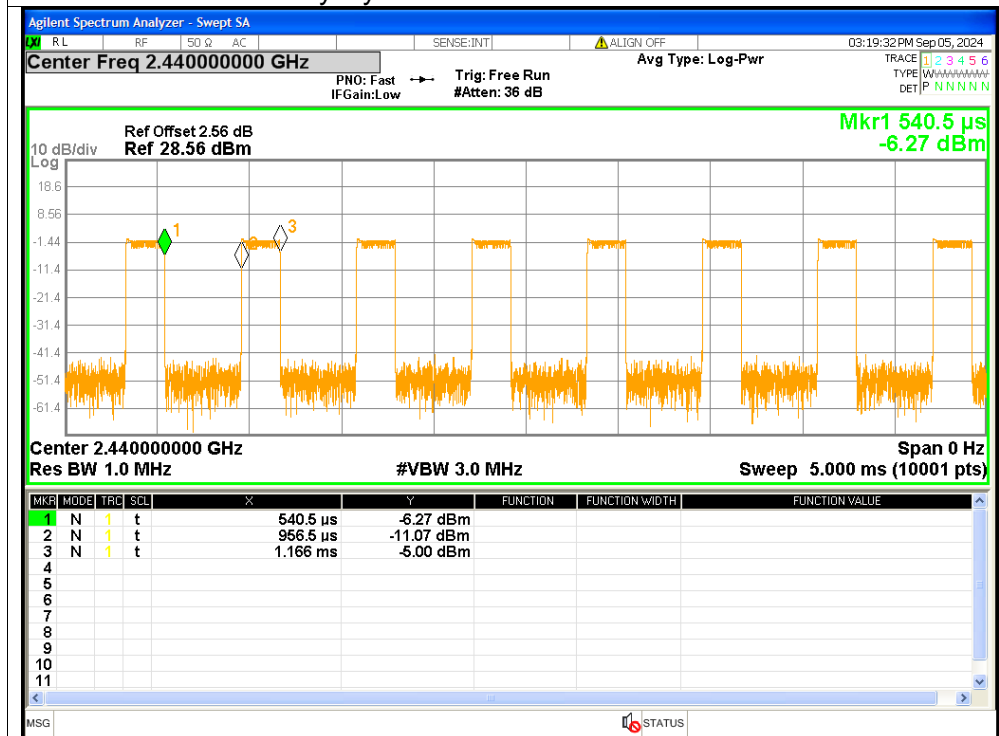 Agilent Spectrum Analyzer - Swept SA
LXI RL RF 50 Ω AC SENSE:INT ALIGN OFF 03:19:32 PM Sep 05, 2024
Center Freq 2.440000000 GHz Avg Type: Log-Pwr TRACE 1 2 3 4 5 6
PNO: Fast Trig: Free Run TYPE W
IFGain:Low #Atten: 36 dB DET P N N N N N
Mkr1 540.5 µs
Ref Offset 2.56 dB
10 dB/div Ref 28.56 dBm -6.27 dBm
Log
18.6
8.56
-1.44
-11.4
-21.4
-31.4
-41.4
-51.4
-61.4
1 2 3
Center 2.440000000 GHz Span 0 Hz
Res BW 1.0 MHz #VBW 3.0 MHz Sweep 5.000 ms (10001 pts)
MKR MODE TRC SCL X Y FUNCTION FUNCTION WIDTH FUNCTION VALUE
1 N 1 t 540.5 µs -6.27 dBm
2 N 1 t 956.5 µs -11.07 dBm
3 N 1 t 1.166 ms -5.00 dBm
4
5
6
7
8
9
10
11
MSG STATUS